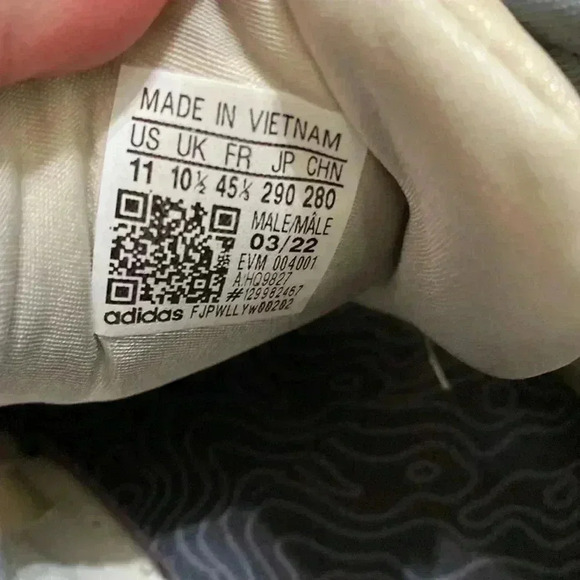 MADE IN VIETNAM
US UK FR JP CHN
11 10½ 45⅓ 290 280
MALE/MÂLE
03/22
EVM 004001
A:HQ9827
#129982467
adidas FJPWLLYW00202